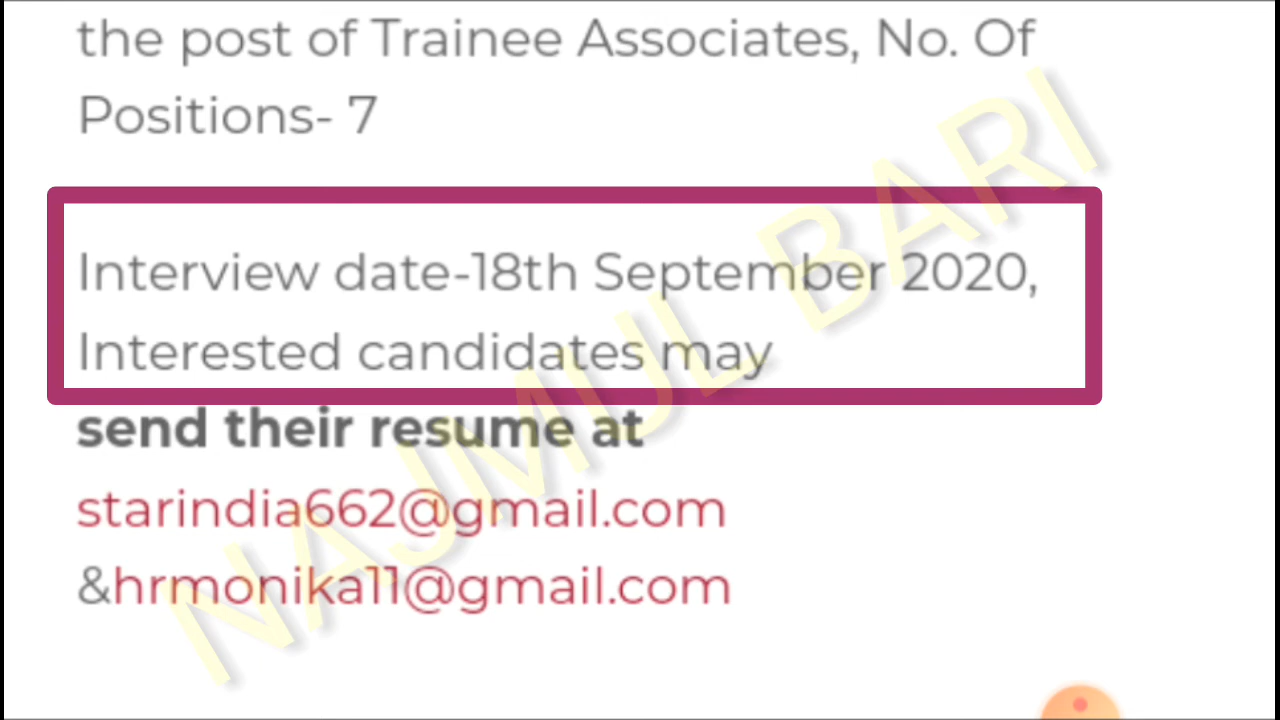 the post of Trainee Associates, No. Of
Positions- 7
Interview date-18th September 2020,
Interested candidates may
send their resume at
starindia662@gmail.com
&hrmonika11@gmail.com
NAJMUL BARI